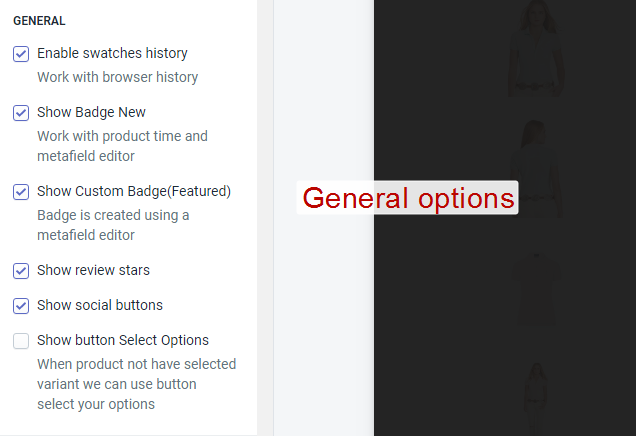 GENERAL
Enable swatches history
Work with browser history
Show Badge New
Work with product time and
metafield editor
Show Custom Badge(Featured)
Badge is created using a
metafield editor
Show review stars
Show social buttons
Show button Select Options
When product not have selected
variant we can use button
select your options
General options